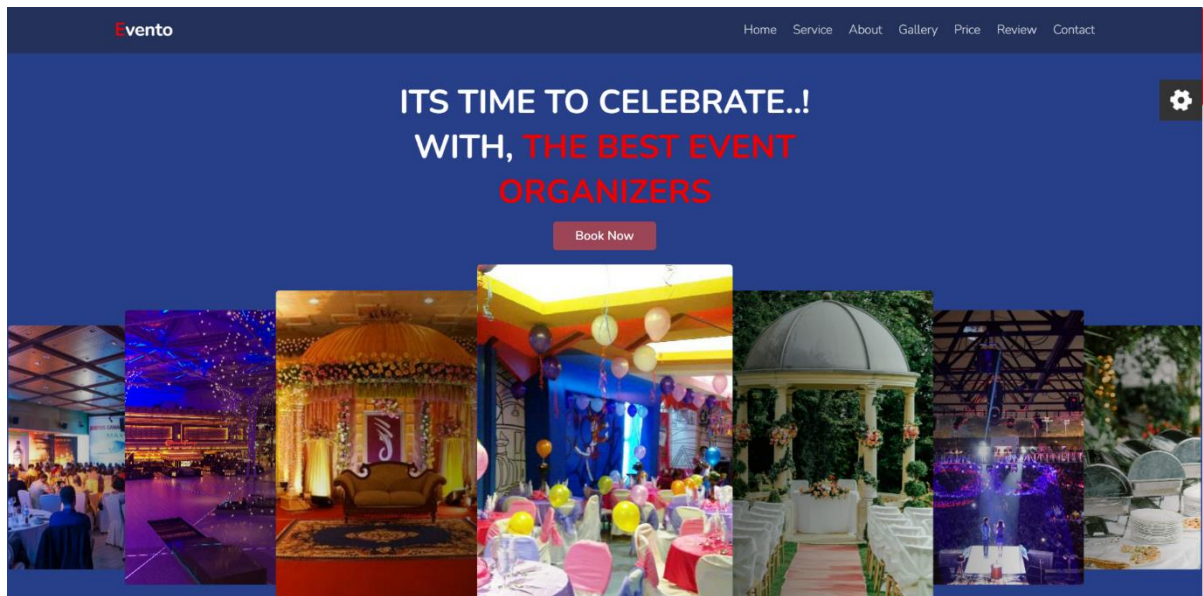 Evento
Home Service About Gallery Price Review Contact
ITS TIME TO CELEBRATE..!
WITH, THE BEST EVENT
ORGANIZERS
Book Now